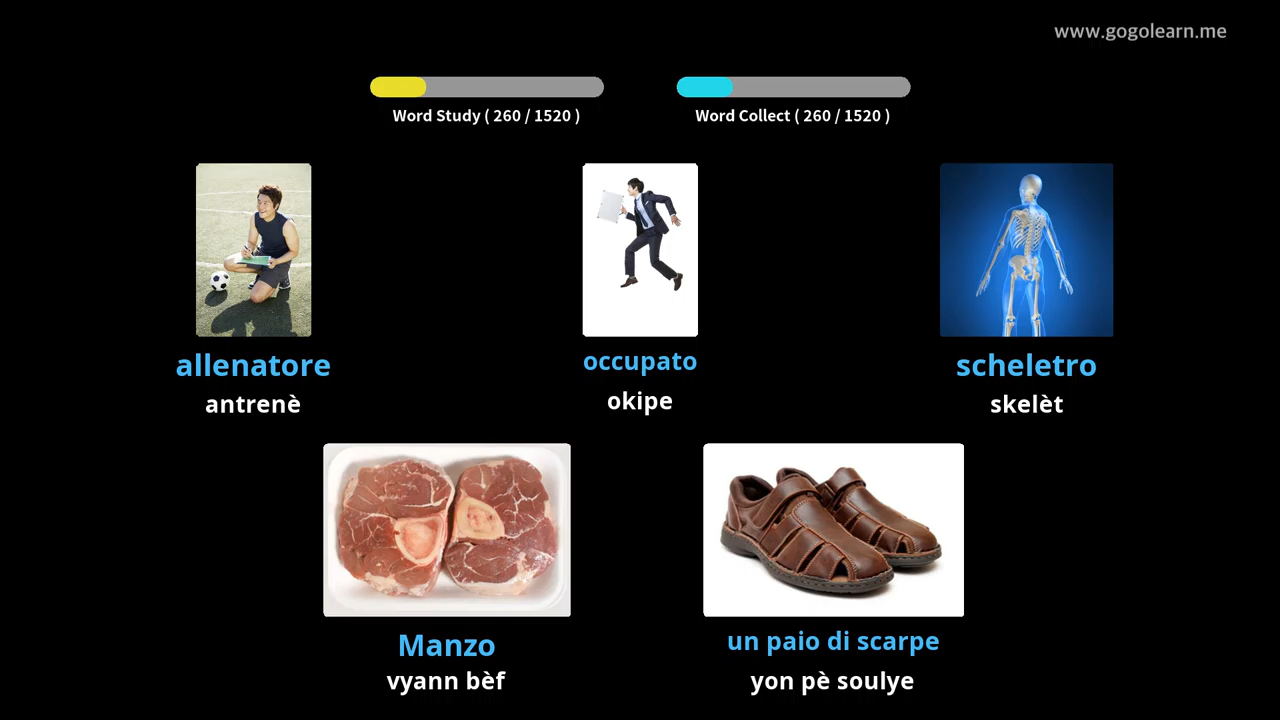 www.gogolearn.me
Word Study ( 260 / 1520 )
Word Collect ( 260 / 1520 )
allenatore
antrenè
occupato
okipe
scheletro
skelèt
Manzo
vyann bèf
un paio di scarpe
yon pè soulye